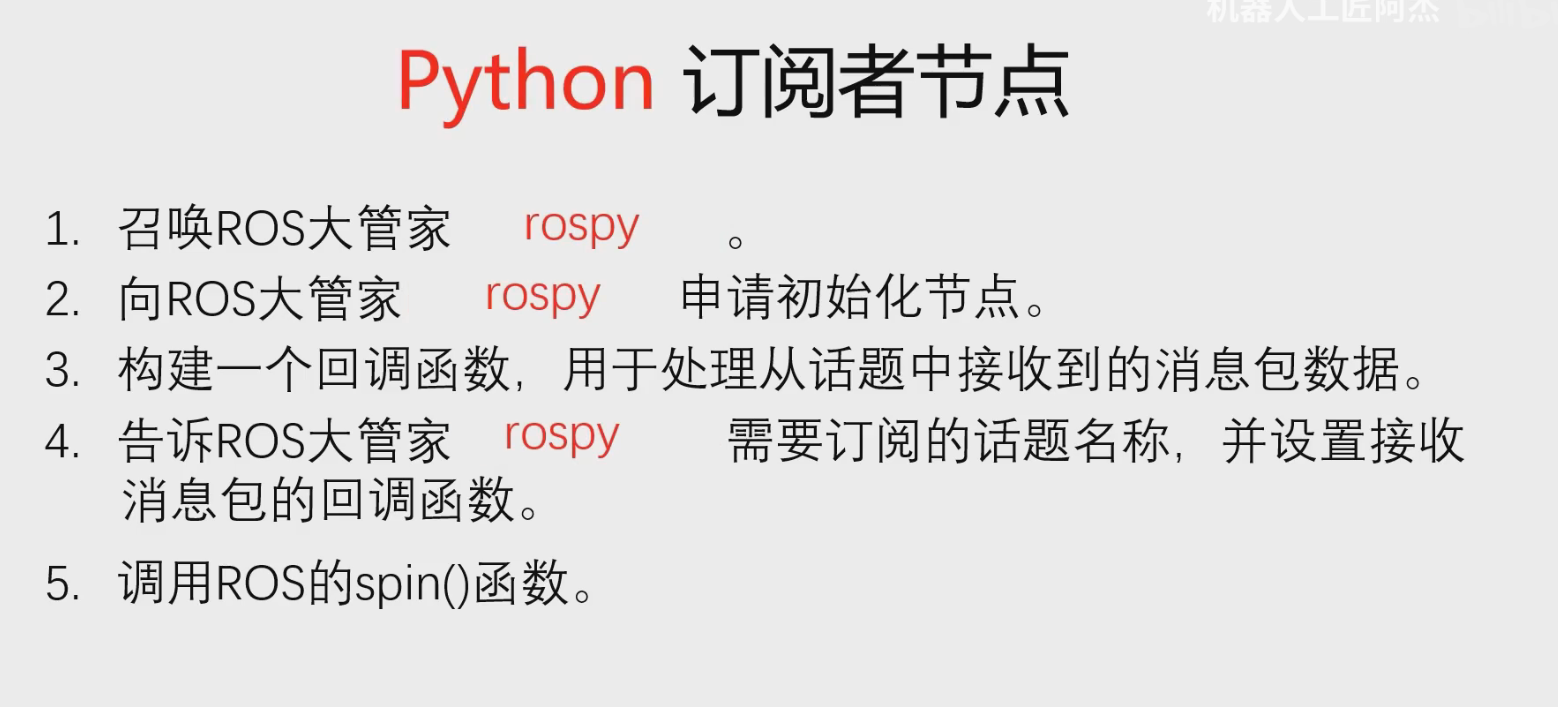 机器人工匠阿杰 bilibili
Python 订阅者节点
1. 召唤ROS大管家 rospy 。
2. 向ROS大管家 rospy 申请初始化节点。
3. 构建一个回调函数，用于处理从话题中接收到的消息包数据。
4. 告诉ROS大管家 rospy 需要订阅的话题名称，并设置接收
消息包的回调函数。
5. 调用ROS的spin()函数。